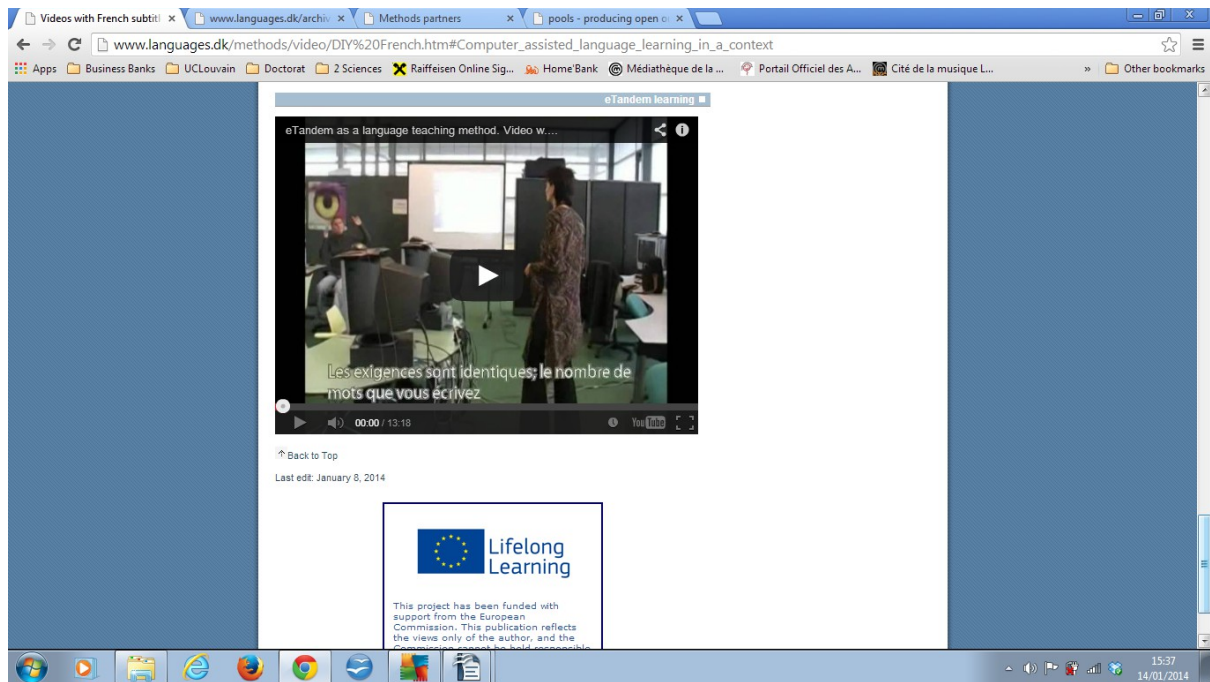 Videos with French subtitl
www.languages.dk/archiv
Methods partners
pools - producing open o
www.languages.dk/methods/video/DIY%20French.htm#Computer_assisted_language_learning_in_a_context
Apps Business Banks UCLouvain Doctorat 2 Sciences Raiffeisen Online Sig... Home'Bank Médiathèque de la ... Portail Officiel des A... Cité de la musique L... » Other bookmarks
eTandem learning
eTandem as a language teaching method. Video w....
Les exigences sont identiques; le nombre de
mots que vous écrivez
00:00 / 13:18 YouTube
Back to Top
Last edit: January 8, 2014
Lifelong
Learning
This project has been funded with
support from the European
Commission. This publication reflects
the views only of the author, and the
Commission cannot be held responsible
15:37
14/01/2014